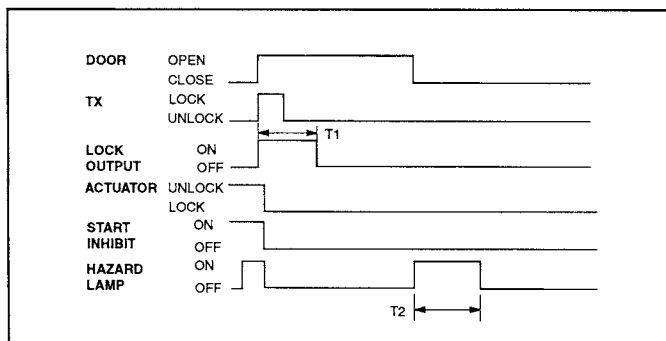 DOOR OPEN
CLOSE
TX LOCK
UNLOCK
T1
LOCK OUTPUT ON
OFF
ACTUATOR UNLOCK
LOCK
START INHIBIT ON
OFF
HAZARD LAMP ON
OFF
T2